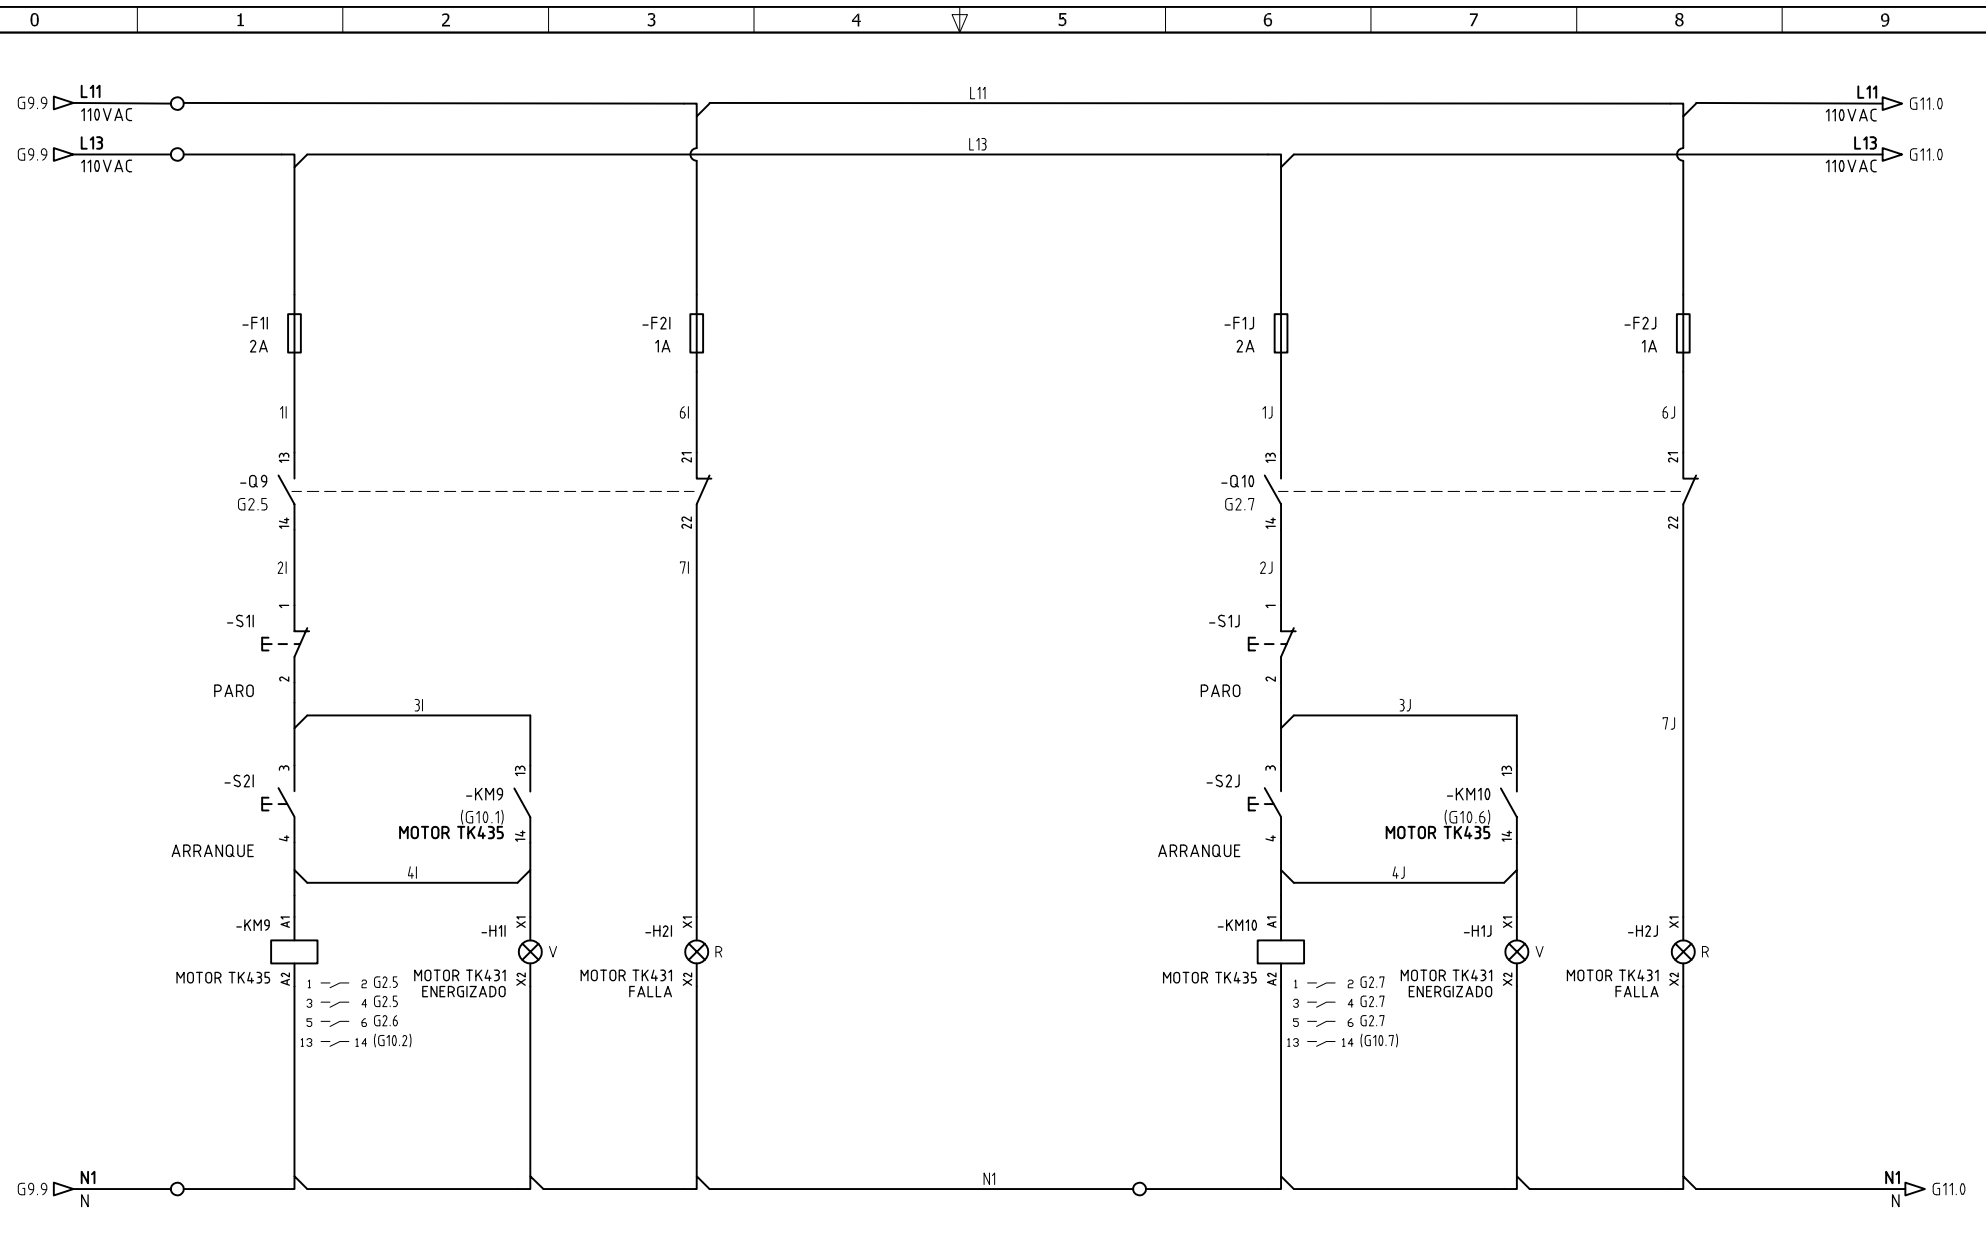 0 1 2 3 4 5 6 7 8 9
G9.9 L11 L11 L11 G11.0
110VAC 110VAC
G9.9 L13 L13 L13 G11.0
110VAC 110VAC
-F1I -F2I -F1J -F2J
2A 1A 2A 1A
1I 6I 1J 6J
13 21 13 21
-Q9 -Q10
G2.5 G2.7
14 22 14 22
2I 7I 2J
1 1
-S1I -S1J
2 2
PARO PARO
3I 3J
7J
3 13 3 13
-S2I -KM9 -S2J -KM10
(G10.1) (G10.6)
MOTOR TK435 MOTOR TK435
4 14 4 14
ARRANQUE ARRANQUE
4I 4J
-KM9 A1 -H1I X1 -H2I X1 -KM10 A1 -H1J X1 -H2J X1
V R V R
MOTOR TK435 A2 MOTOR TK431 X2 MOTOR TK431 X2 MOTOR TK435 A2 MOTOR TK431 X2 MOTOR TK431 X2
ENERGIZADO FALLA ENERGIZADO FALLA
1 2 G2.5 1 2 G2.7
3 4 G2.5 3 4 G2.7
5 6 G2.6 5 6 G2.7
13 14 (G10.2) 13 14 (G10.7)
G9.9 N1 N1 N1 G11.0
N N